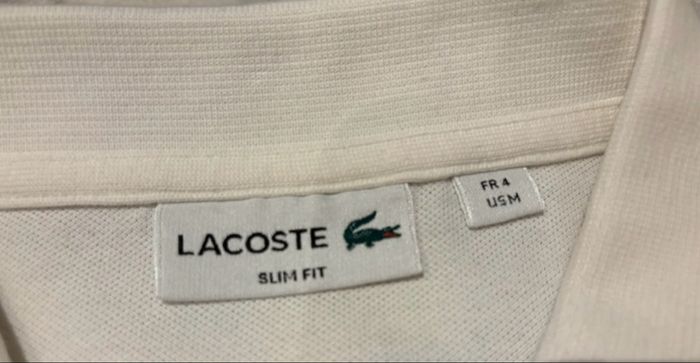 LACOSTE
SLIM FIT
FR 4
US M